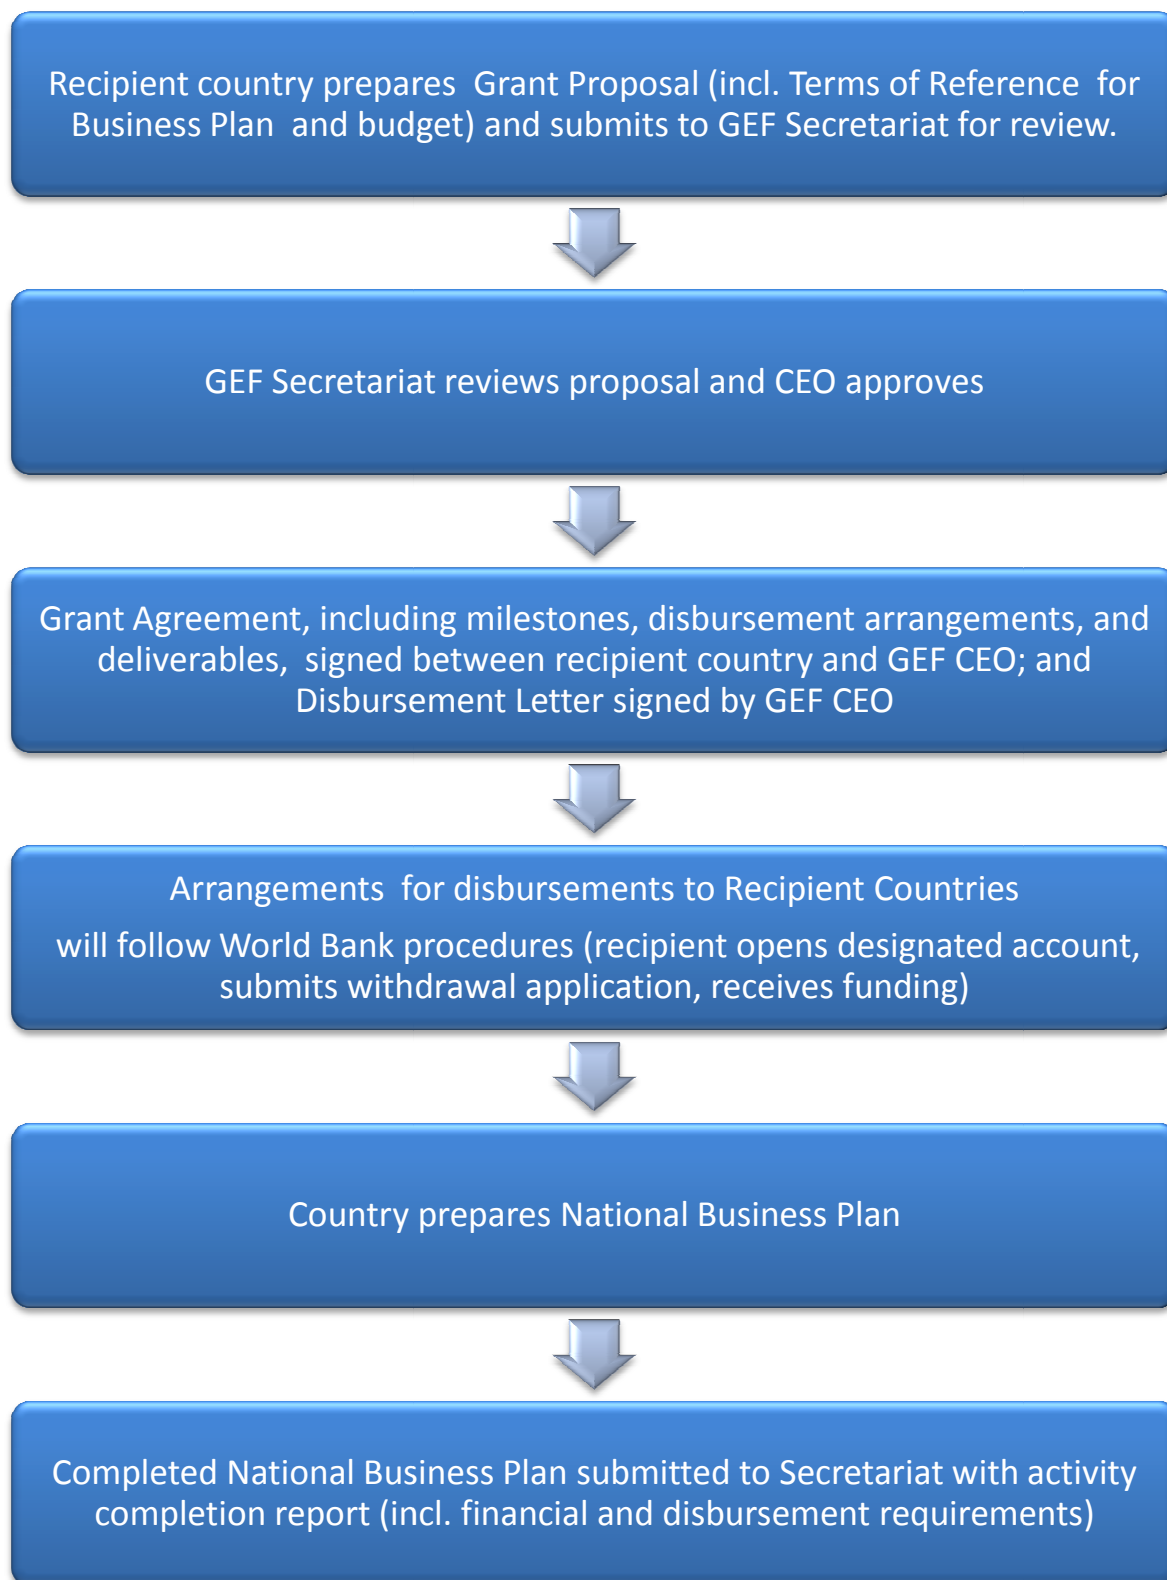 Recipient country prepares  Grant Proposal (incl. Terms of Reference  for
Business Plan  and budget) and submits to GEF Secretariat for review.
GEF Secretariat reviews proposal and CEO approves
Grant Agreement, including milestones, disbursement arrangements, and
deliverables,  signed between recipient country and GEF CEO; and
Disbursement Letter signed by GEF CEO
Arrangements  for disbursements to Recipient Countries
will follow World Bank procedures (recipient opens designated account,
submits withdrawal application, receives funding)
Country prepares National Business Plan
Completed National Business Plan submitted to Secretariat with activity
completion report (incl. financial and disbursement requirements)